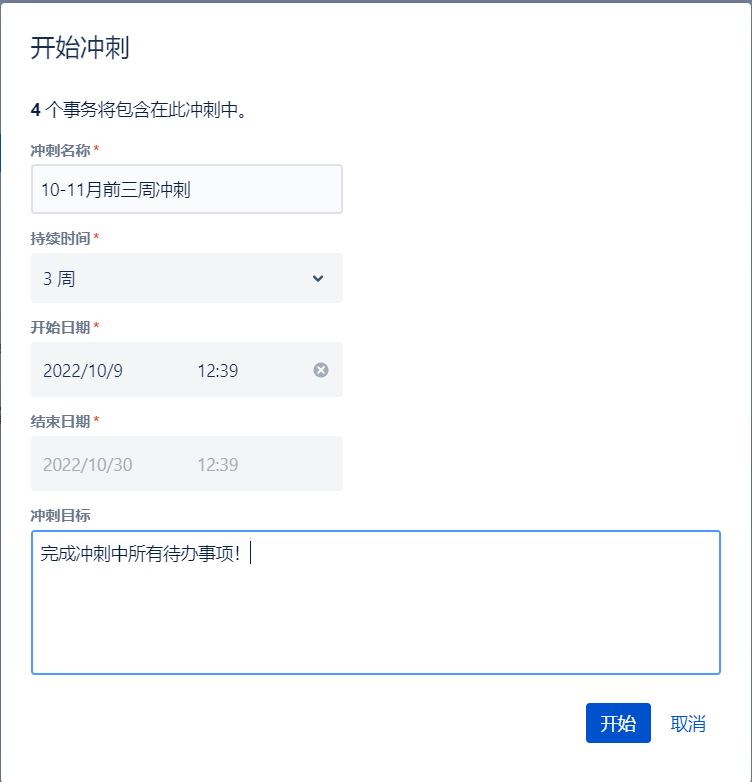 开始冲刺
4 个事务将包含在此冲刺中。
冲刺名称*
10-11月前三周冲刺
持续时间*
3 周
开始日期*
2022/10/9 12:39
结束日期*
2022/10/30 12:39
冲刺目标
完成冲刺中所有待办事项！
开始 取消